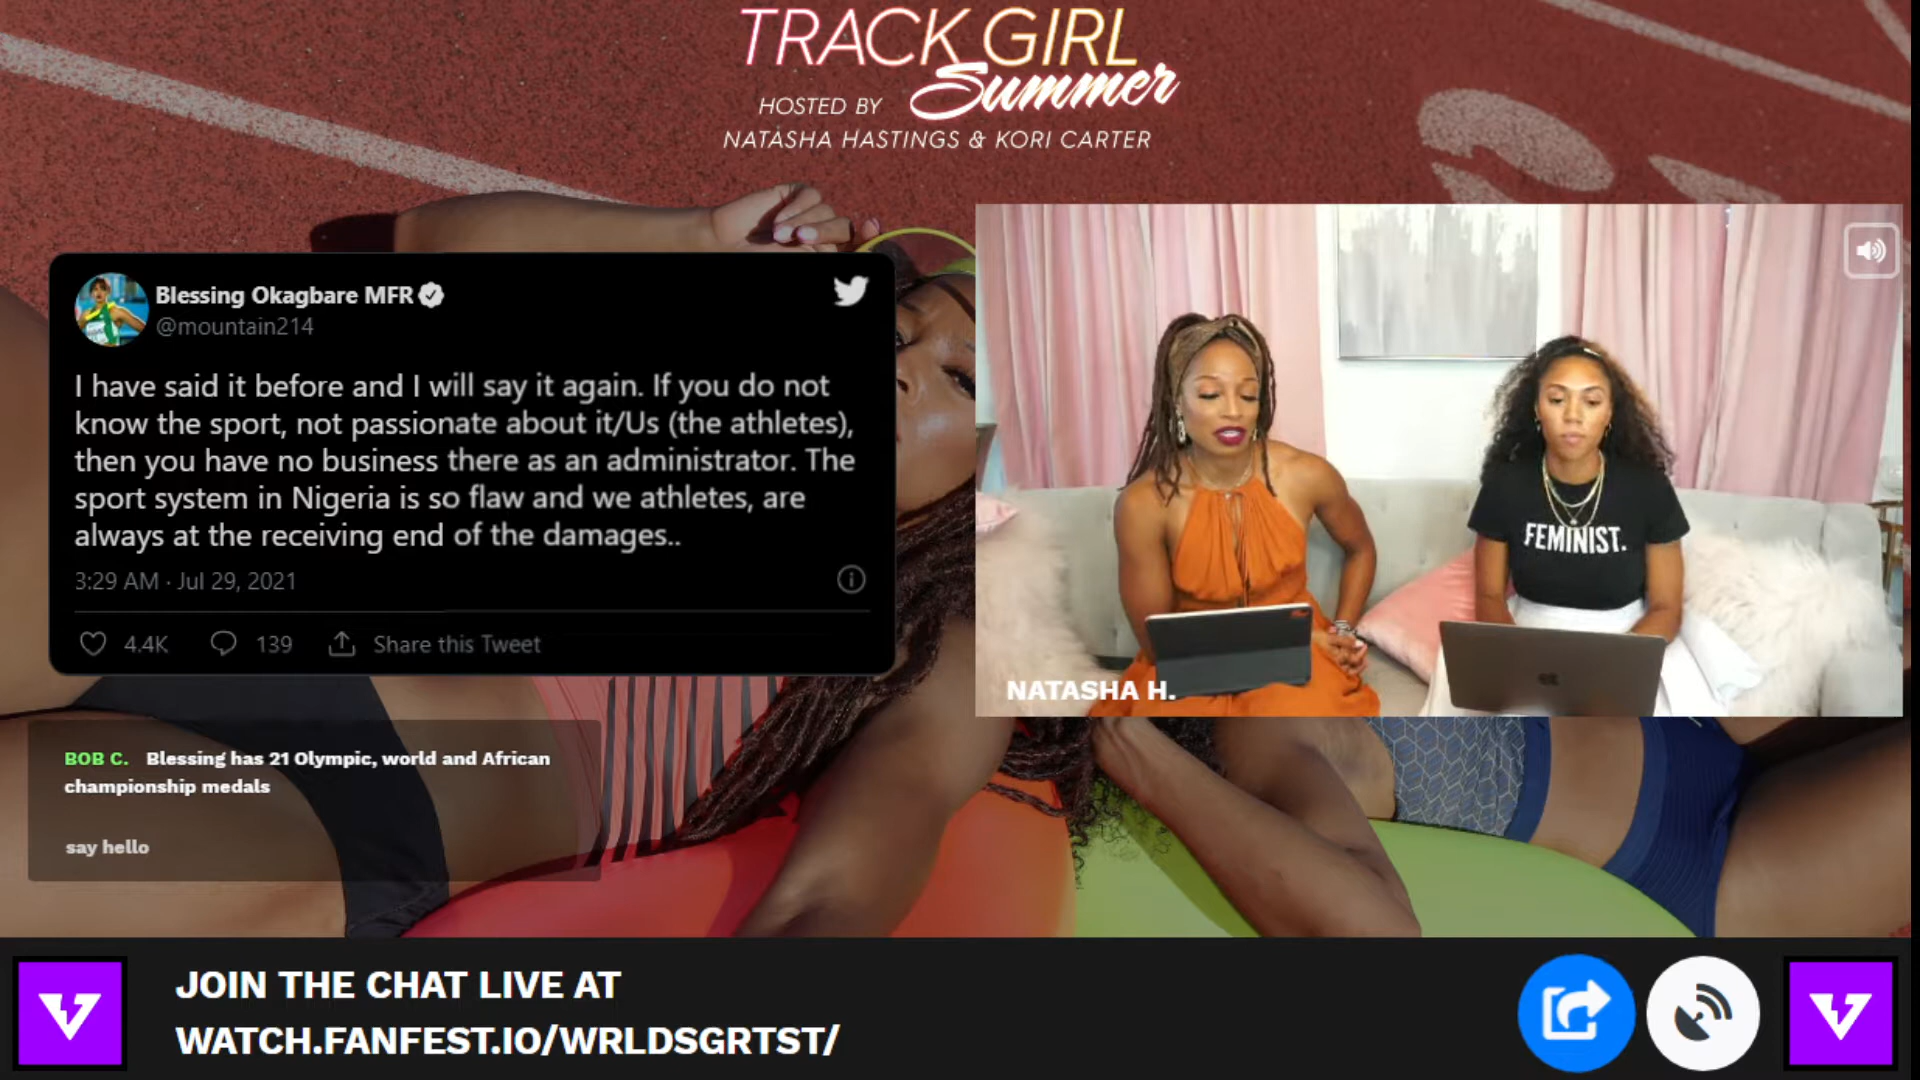 TRACK GIRL
Summer
HOSTED BY
NATASHA HASTINGS & KORI CARTER
Blessing Okagbare MFR
@mountain214
I have said it before and I will say it again. If you do not
know the sport, not passionate about it/Us (the athletes),
then you have no business there as an administrator. The
sport system in Nigeria is so flaw and we athletes, are
always at the receiving end of the damages..
3:29 AM · Jul 29, 2021
4.4K 139 Share this Tweet
FEMINIST.
NATASHA H.
BOB C. Blessing has 21 Olympic, world and African
championship medals
say hello
JOIN THE CHAT LIVE AT
WATCH.FANFEST.IO/WRLDSGRTST/